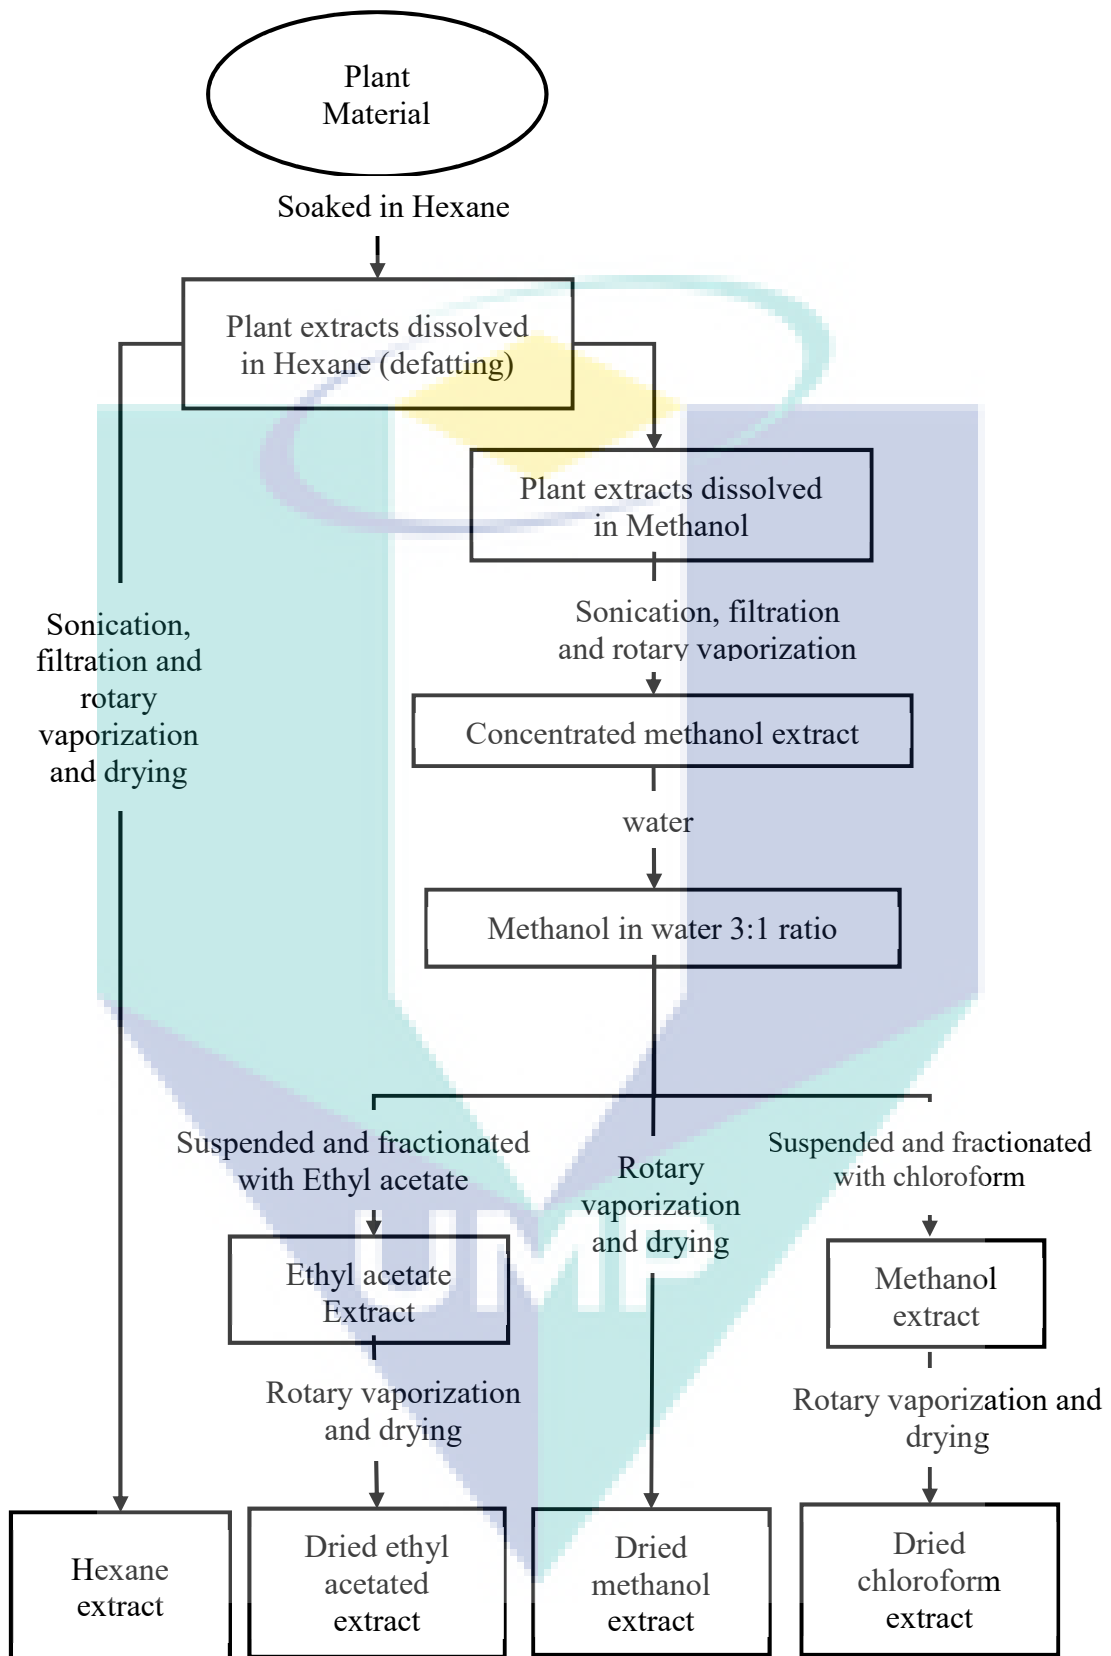 Plant
Material
Soaked in Hexane
Plant extracts dissolved
in Hexane (defatting)
Plant extracts dissolved
in Methanol
Sonication,
filtration and
rotary
vaporization
and drying
Sonication, filtration
and rotary vaporization
Concentrated methanol extract
water
Methanol in water 3:1 ratio
Suspended and fractionated
with Ethyl acetate
Rotary
vaporization
and drying
Suspended and fractionated
with chloroform
UMP
Ethyl acetate
Extract
Methanol
extract
Rotary vaporization
and drying
Rotary vaporization and
drying
Hexane
extract
Dried ethyl
acetated
extract
Dried
methanol
extract
Dried
chloroform
extract